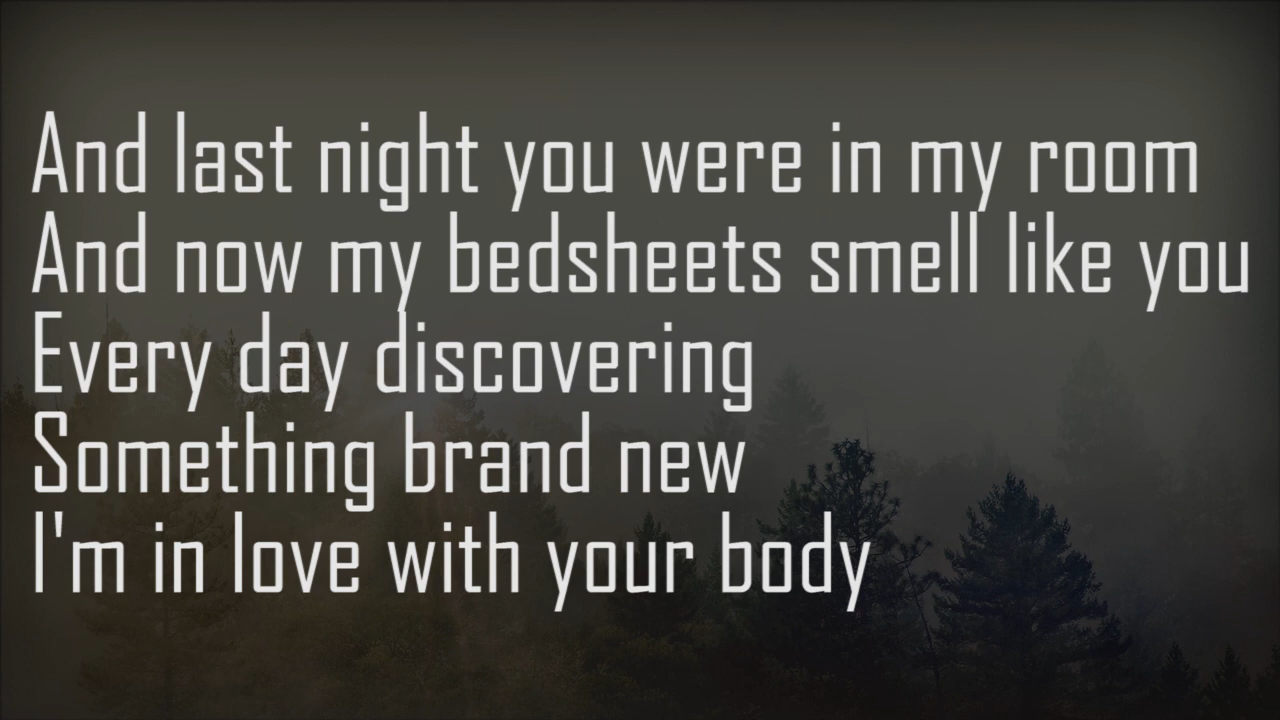 And last night you were in my room
And now my bedsheets smell like you
Every day discovering
Something brand new
I'm in love with your body